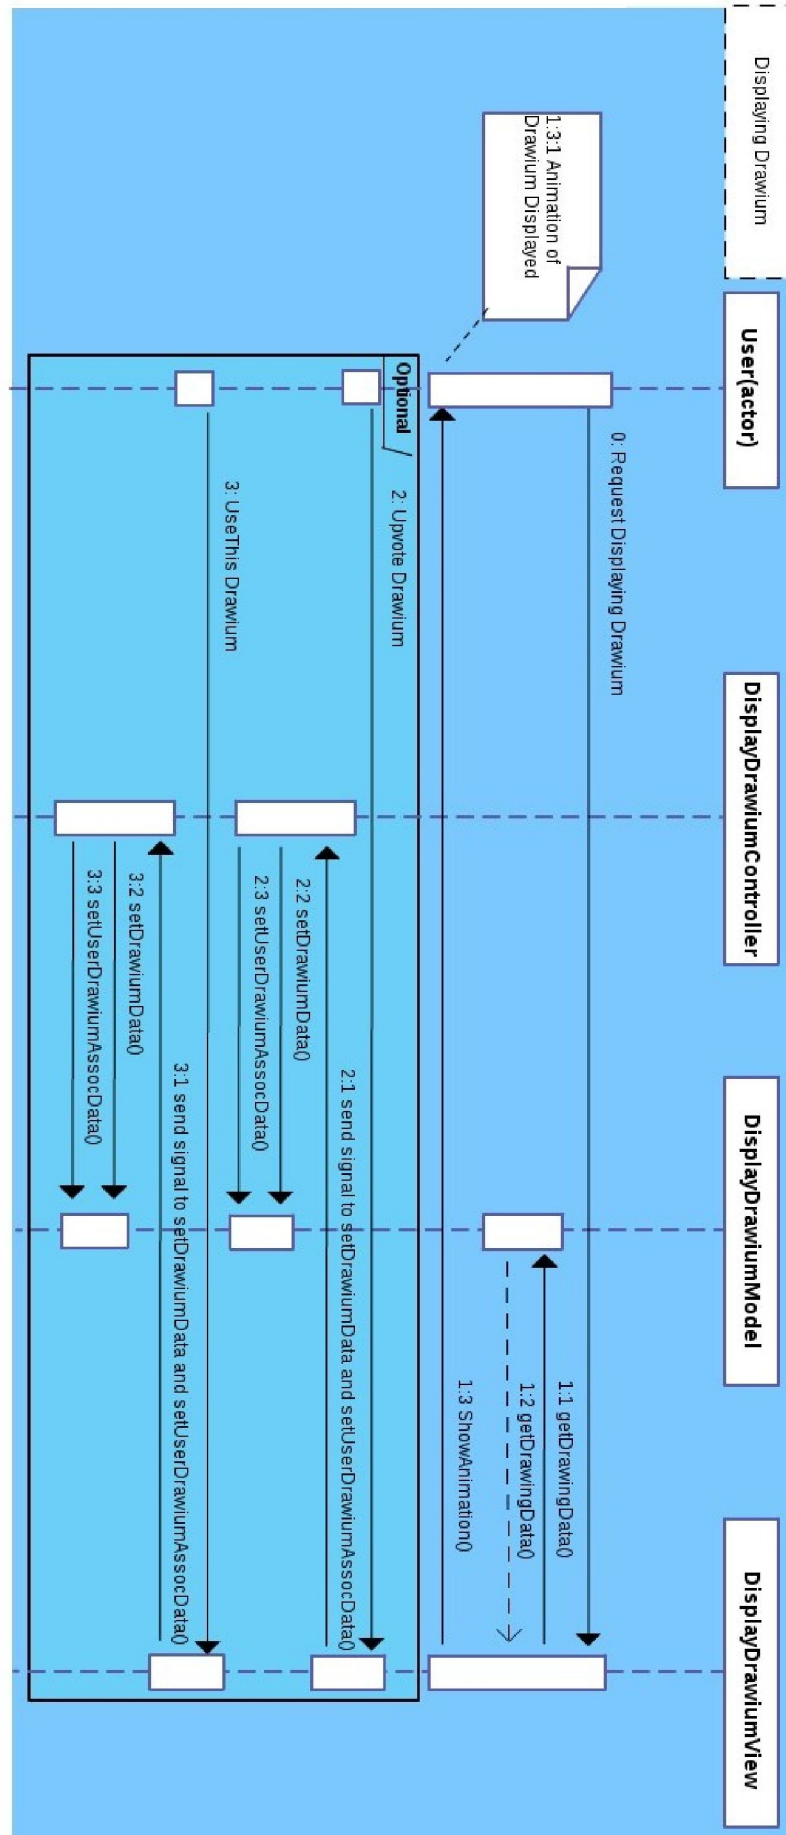 Displaying Drawium
User(actor)
DisplayDrawiumController
DisplayDrawiumModel
DisplayDrawiumView
0: Request Displaying Drawium
1:1 getDrawingData()
1:2 getDrawingData()
1:3 ShowAnimation()
1:3:1 Animation of
Drawium Displayed
Optional
2: Upvote Drawium
2:1 send signal to setDrawiumData and setUserDrawiumAssocData()
2:2 setDrawiumData()
2:3 setUserDrawiumAssocData()
3: UseThis Drawium
3:1 send signal to setDrawiumData and setUserDrawiumAssocData()
3:2 setDrawiumData()
3:3 setUserDrawiumAssocData()